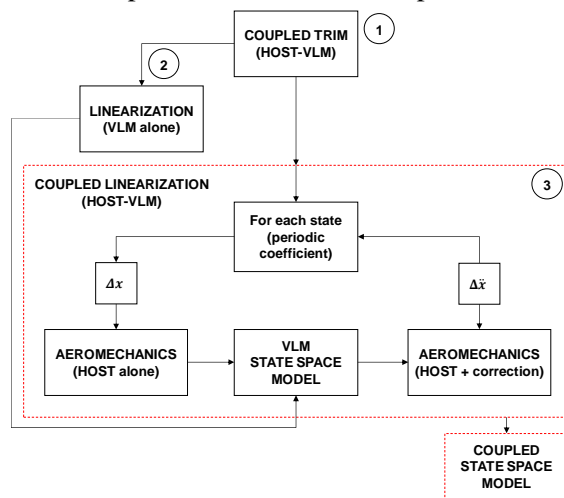 COUPLED TRIM
(HOST-VLM)
1
2
LINEARIZATION
(VLM alone)
COUPLED LINEARIZATION
(HOST-VLM)
3
For each state
(periodic
coefficient)
Δx
Δẍ
AEROMECHANICS
(HOST alone)
VLM
STATE SPACE
MODEL
AEROMECHANICS
(HOST + correction)
COUPLED
STATE SPACE
MODEL